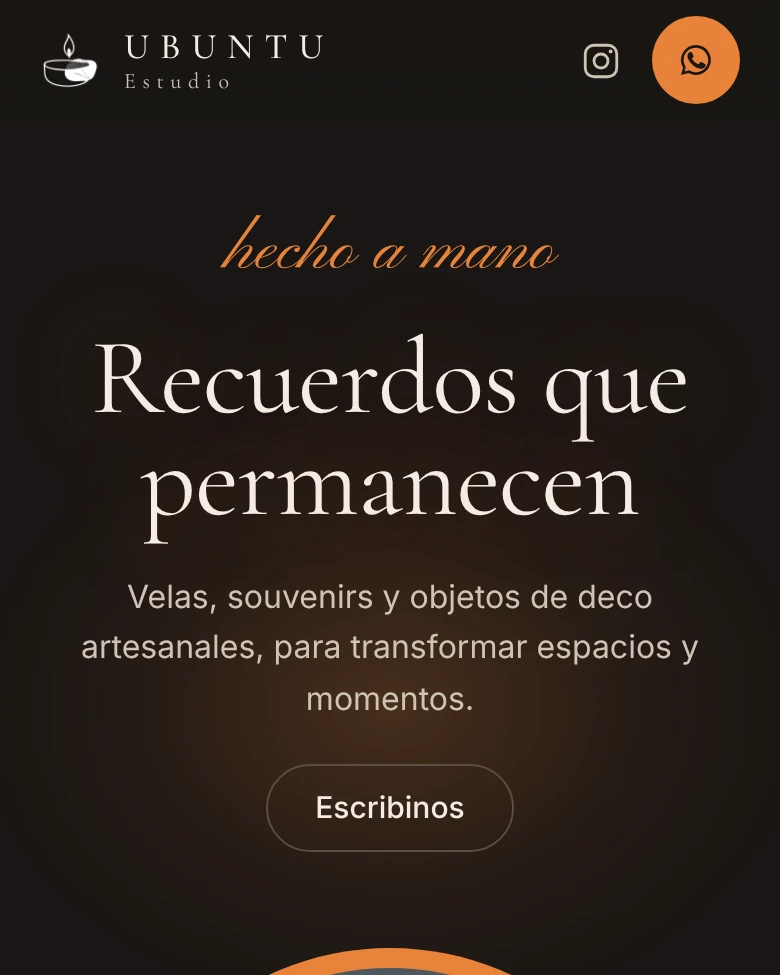 UBUNTU
Estudio
hecho a mano
Recuerdos que
permanecen
Velas, souvenirs y objetos de deco
artesanales, para transformar espacios y
momentos.
Escribinos